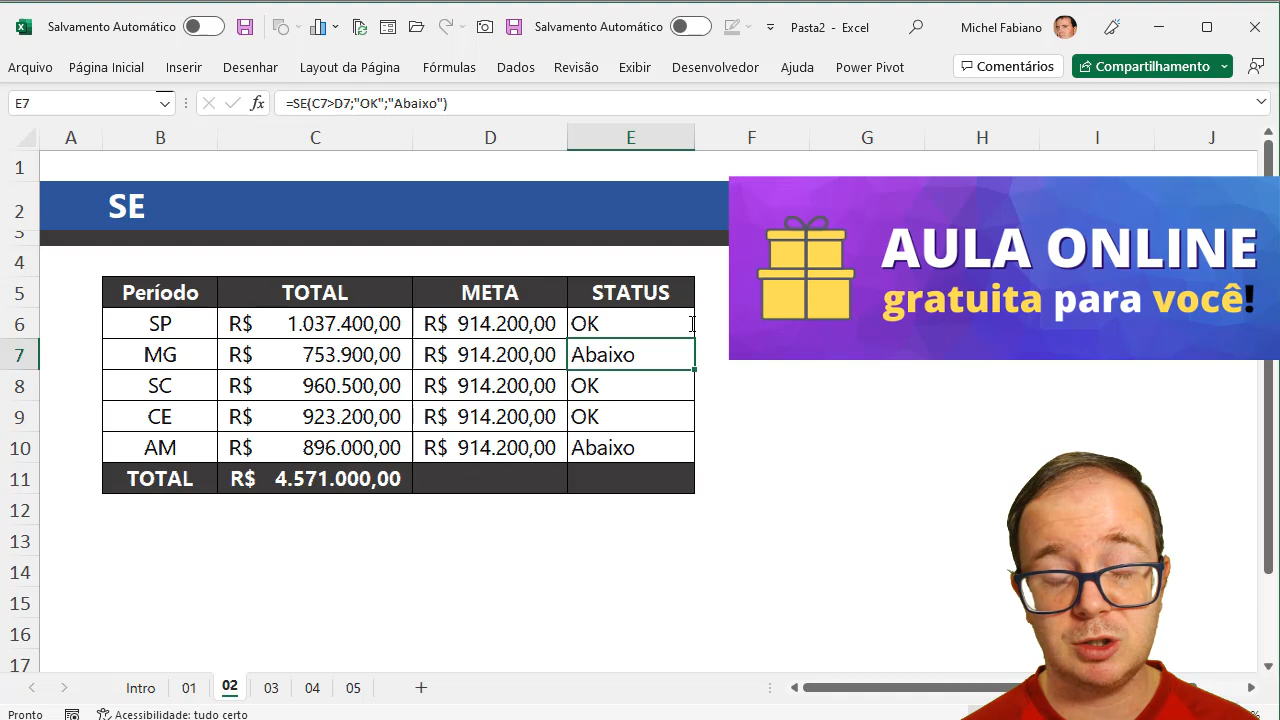 Salvamento Automático
Salvamento Automático
Pasta2 - Excel
Michel Fabiano
Arquivo Página Inicial Inserir Desenhar Layout da Página Fórmulas Dados Revisão Exibir Desenvolvedor Ajuda Power Pivot
Comentários
Compartilhamento
E7
fx
=SE(C7>D7;"OK";"Abaixo")
A B C D E F G H I J
1
2 SE
3
4
5 Período TOTAL META STATUS
6 SP R$ 1.037.400,00 R$ 914.200,00 OK
7 MG R$ 753.900,00 R$ 914.200,00 Abaixo
8 SC R$ 960.500,00 R$ 914.200,00 OK
9 CE R$ 923.200,00 R$ 914.200,00 OK
10 AM R$ 896.000,00 R$ 914.200,00 Abaixo
11 TOTAL R$ 4.571.000,00
12
13
14
15
16
17
AULA ONLINE
gratuita para você!
Intro 01 02 03 04 05
Pronto
Acessibilidade: tudo certo